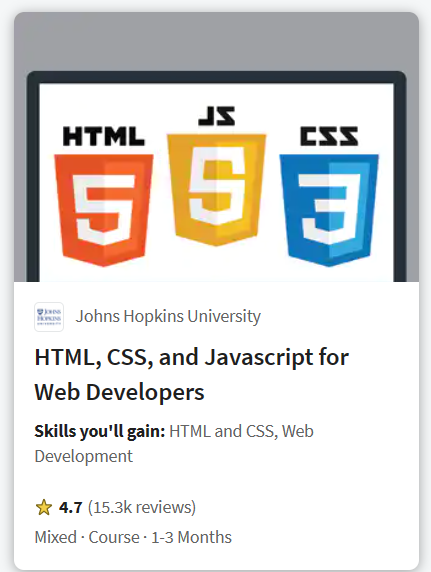 HTML JS CSS
5 5 3
JOHNS
HOPKINS
UNIVERSITY
Johns Hopkins University
HTML, CSS, and Javascript for
Web Developers
Skills you'll gain: HTML and CSS, Web
Development
4.7 (15.3k reviews)
Mixed · Course · 1-3 Months